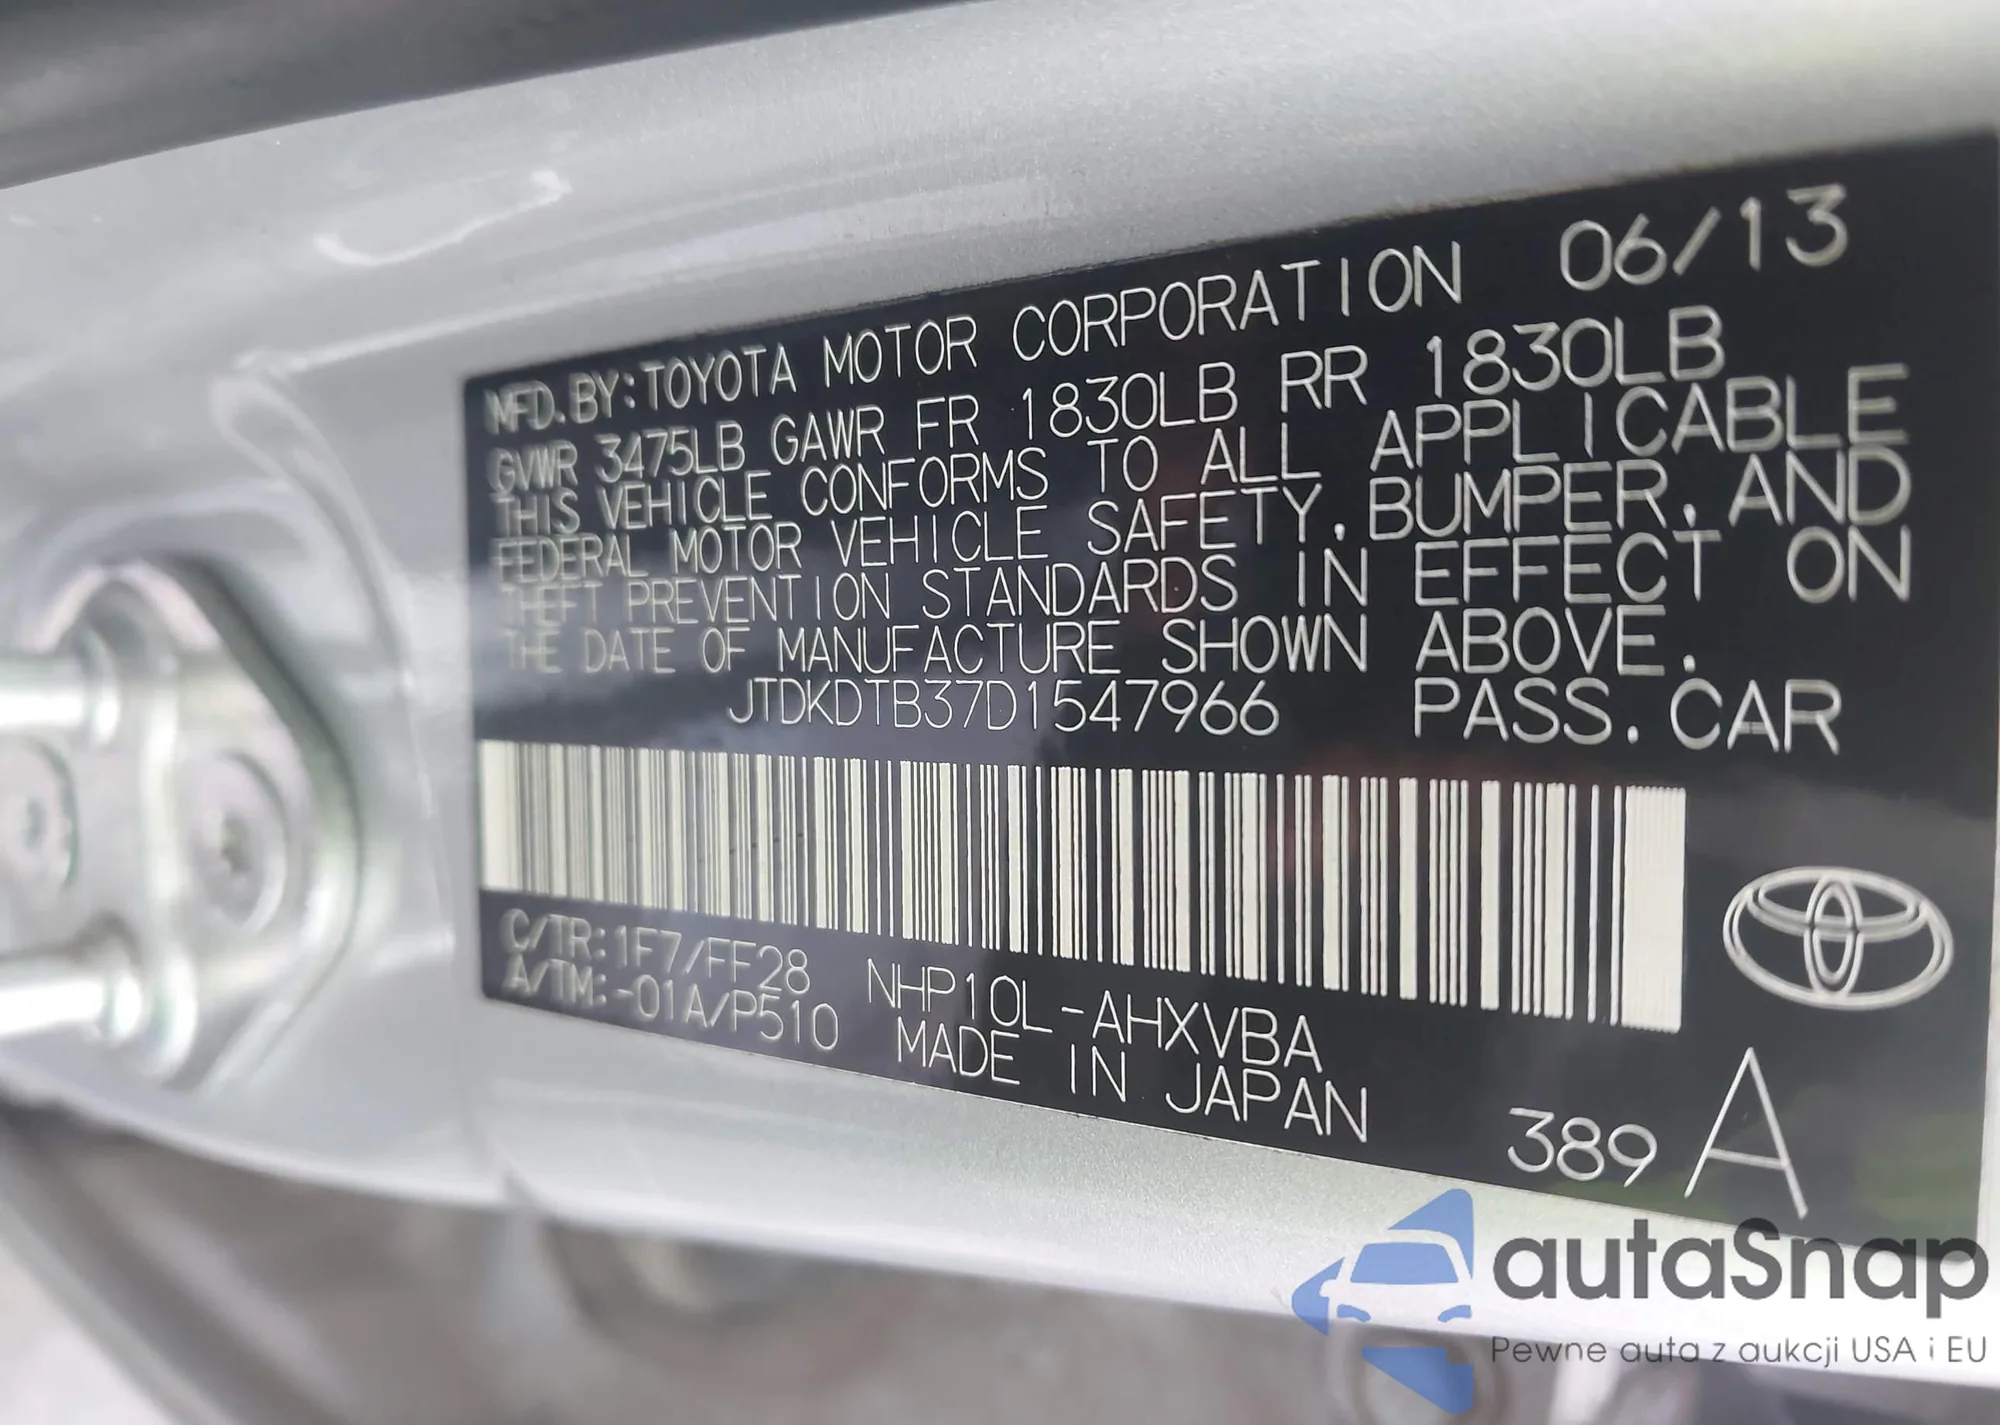 MFD.BY:TOYOTA MOTOR CORPORATION 06/13
GVWR 3475LB GAWR FR 1830LB RR 1830LB
THIS VEHICLE CONFORMS TO ALL APPLICABLE
FEDERAL MOTOR VEHICLE SAFETY,BUMPER,AND
THEFT PREVENTION STANDARDS IN EFFECT ON
THE DATE OF MANUFACTURE SHOWN ABOVE.
JTDKDTB37D1547966 PASS.CAR
C/TR:1F7/FF28 NHP10L-AHXVBA
A/TM:-01A/P510 MADE IN JAPAN
389 A
autaSnap
Pewne auta z aukcji USA i EU